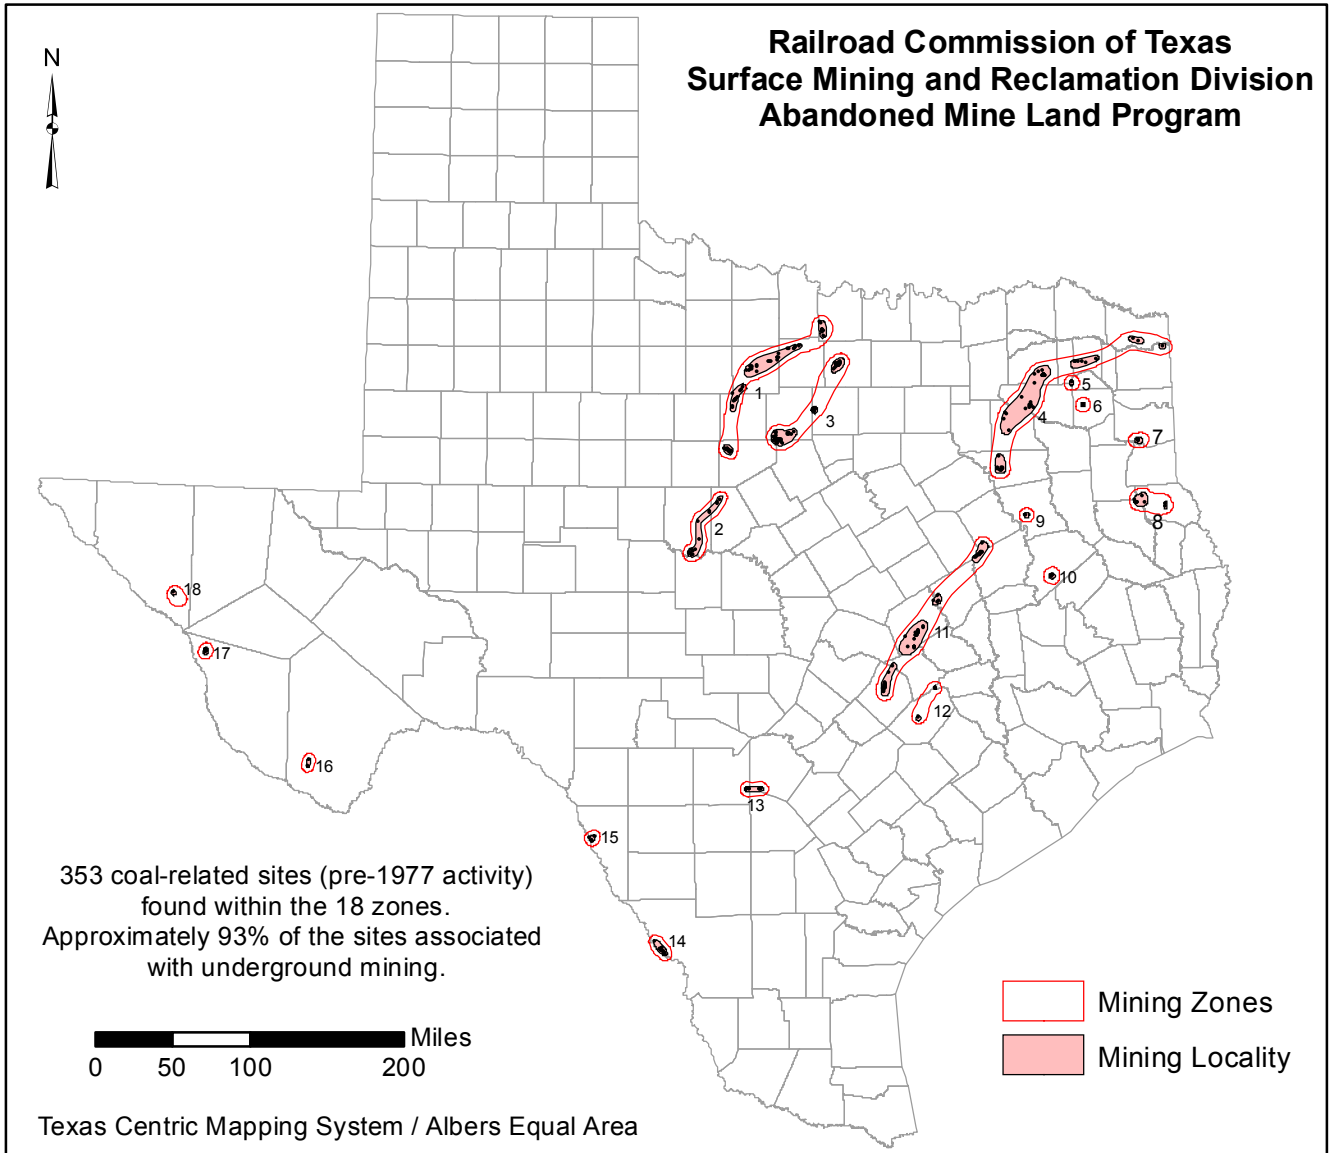 Railroad Commission of Texas
Surface Mining and Reclamation Division
Abandoned Mine Land Program
N
1
2
3
4
5
6
7
8
9
10
11
12
13
14
15
16
17
18
353 coal-related sites (pre-1977 activity)
found within the 18 zones.
Approximately 93% of the sites associated
with underground mining.
Miles
0 50 100 200
Mining Zones
Mining Locality
Texas Centric Mapping System / Albers Equal Area